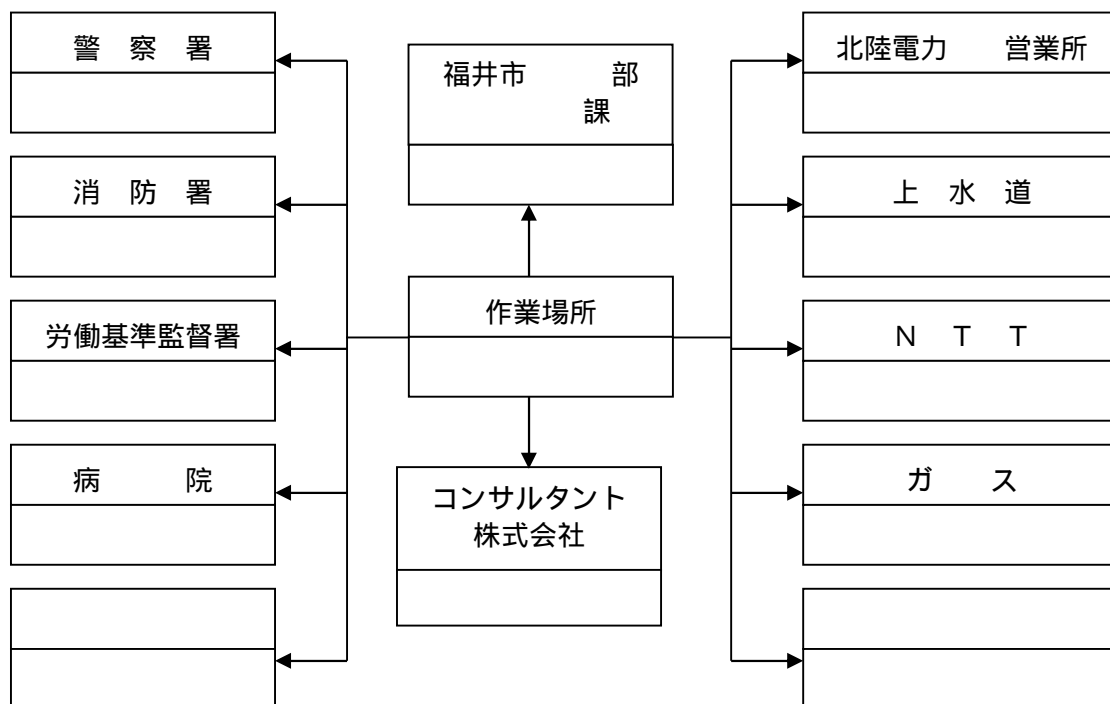 警　察　署
消　防　署
労働基準監督署
病　　　院
福井市　　　部
課
作業場所
コンサルタント
株式会社
北陸電力　　営業所
上　水　道
Ｎ　Ｔ　Ｔ
ガ　　ス